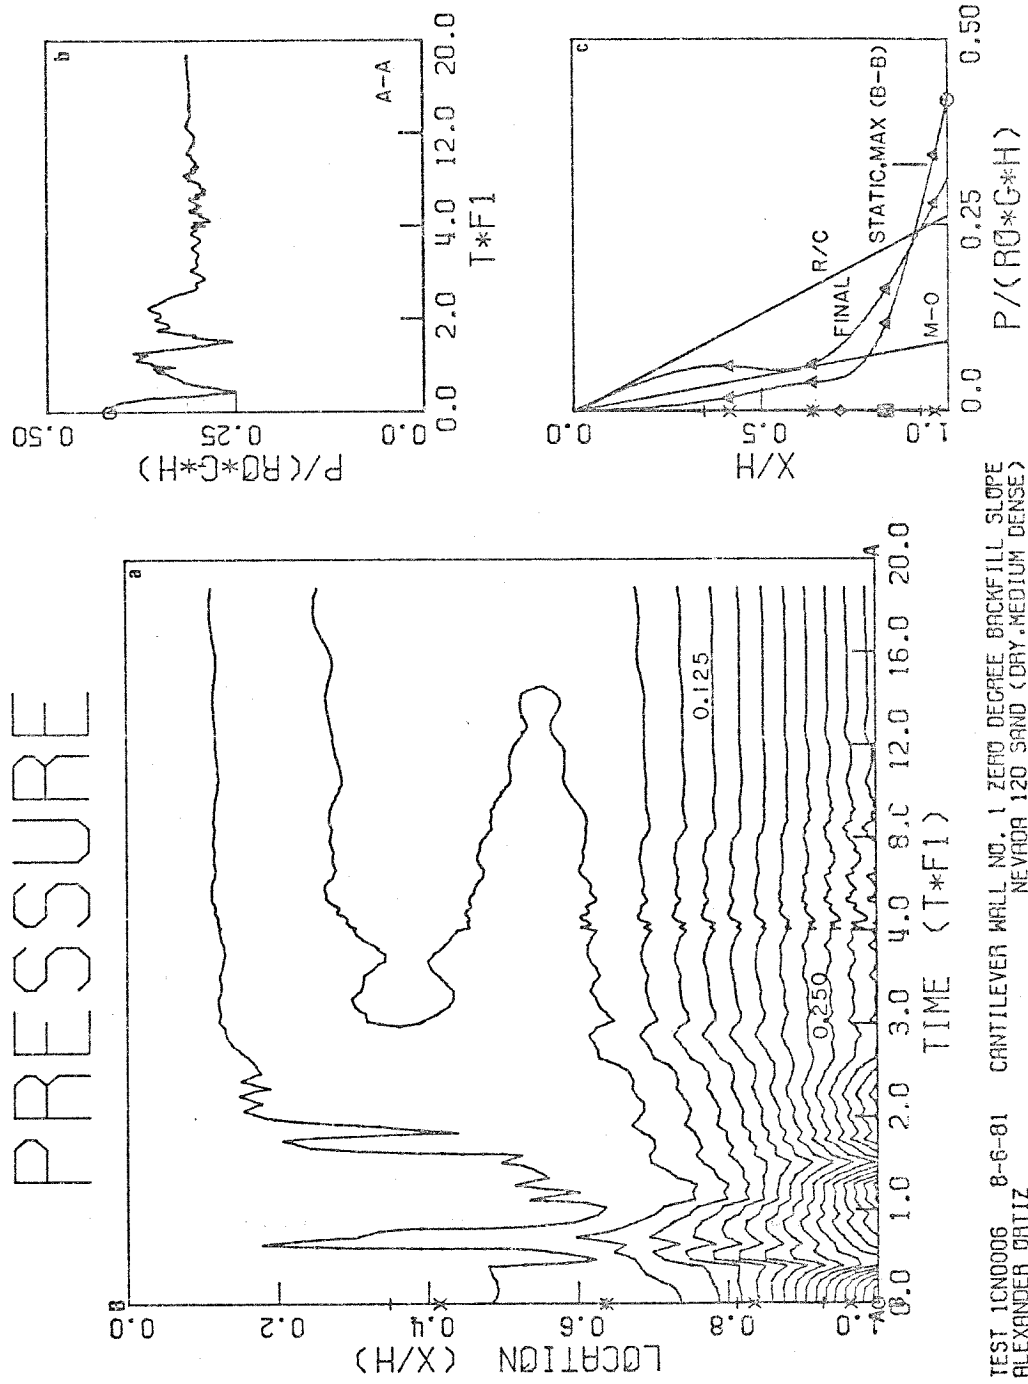 PRESSURE
a
LOCATION
(X/H)
0.0
0.2
0.4
0.6
0.8
B
A
0.125
0.250
0.0 1.0 2.0 3.0 4.0 8.0 12.0 16.0 20.0
TIME (T*F1)
b
P/(RO*G*H)
0.50
0.25
0.0
A-A
0.0 2.0 4.0 12.0 20.0
T*F1
c
X/H
0.0
0.5
1.0
R/C
FINAL
STATIC, MAX (B-B)
M-O
0.0 0.25 0.50
P/(RO*G*H)
TEST 1CN0006 8-6-81 CANTILEVER WALL NO. 1 ZERO DEGREE BACKFILL SLOPE
ALEXANDER ORTIZ NEVADA 120 SAND (DRY, MEDIUM DENSE)